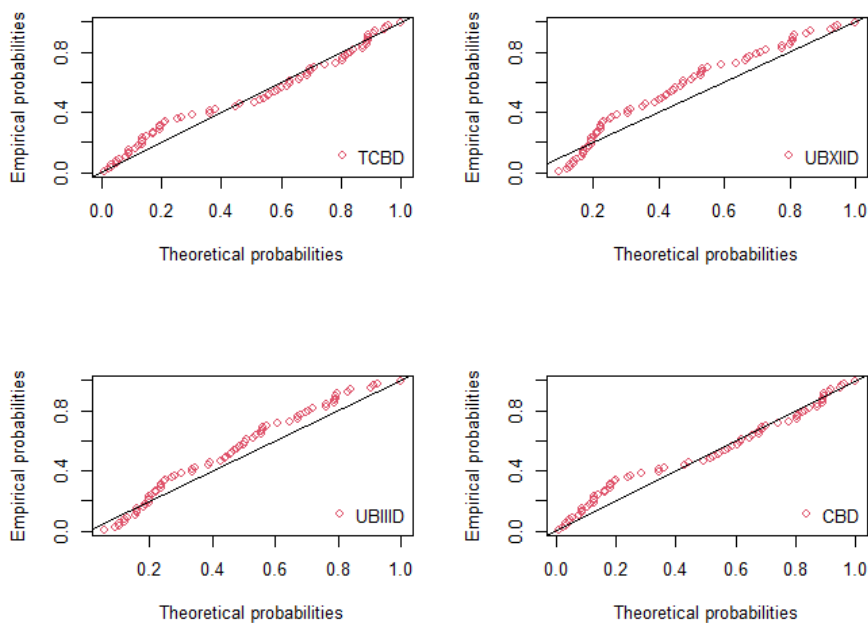 Empirical probabilities
0.0 0.4 0.8
TCBD
0.0 0.2 0.4 0.6 0.8 1.0
Theoretical probabilities
Empirical probabilities
0.0 0.4 0.8
UBXIID
0.2 0.4 0.6 0.8 1.0
Theoretical probabilities
Empirical probabilities
0.0 0.4 0.8
UBIIID
0.2 0.4 0.6 0.8 1.0
Theoretical probabilities
Empirical probabilities
0.0 0.4 0.8
CBD
0.0 0.2 0.4 0.6 0.8 1.0
Theoretical probabilities